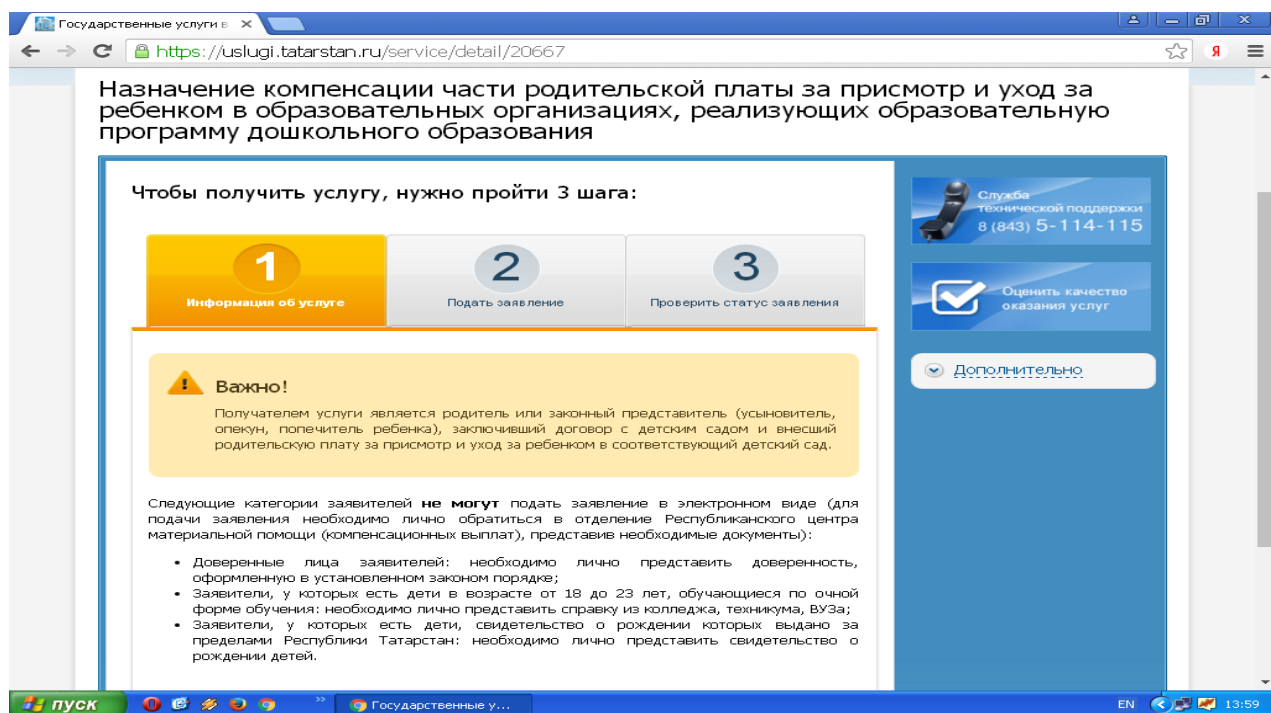 Государственные услуги в
https://uslugi.tatarstan.ru/service/detail/20667
Я
Назначение компенсации части родительской платы за присмотр и уход за
ребенком в образовательных организациях, реализующих образовательную
программу дошкольного образования
Чтобы получить услугу, нужно пройти 3 шага:
1
Информация об услуге
2
Подать заявление
3
Проверить статус заявления
Служба
технической поддержки
8 (843) 5-114-115
Оценить качество
оказания услуг
Дополнительно
Важно!
Получателем услуги является родитель или законный представитель (усыновитель,
опекун, попечитель ребенка), заключивший договор с детским садом и внесший
родительскую плату за присмотр и уход за ребенком в соответствующий детский сад.
Следующие категории заявителей не могут подать заявление в электронном виде (для
подачи заявления необходимо лично обратиться в отделение Республиканского центра
материальной помощи (компенсационных выплат), представив необходимые документы):
• Доверенные лица заявителей: необходимо лично представить доверенность,
оформленную в установленном законом порядке;
• Заявители, у которых есть дети в возрасте от 18 до 23 лет, обучающиеся по очной
форме обучения: необходимо лично представить справку из колледжа, техникума, ВУЗа;
• Заявители, у которых есть дети, свидетельство о рождении которых выдано за
пределами Республики Татарстан: необходимо лично представить свидетельство о
рождении детей.
пуск
Государственные у...
EN
13:59